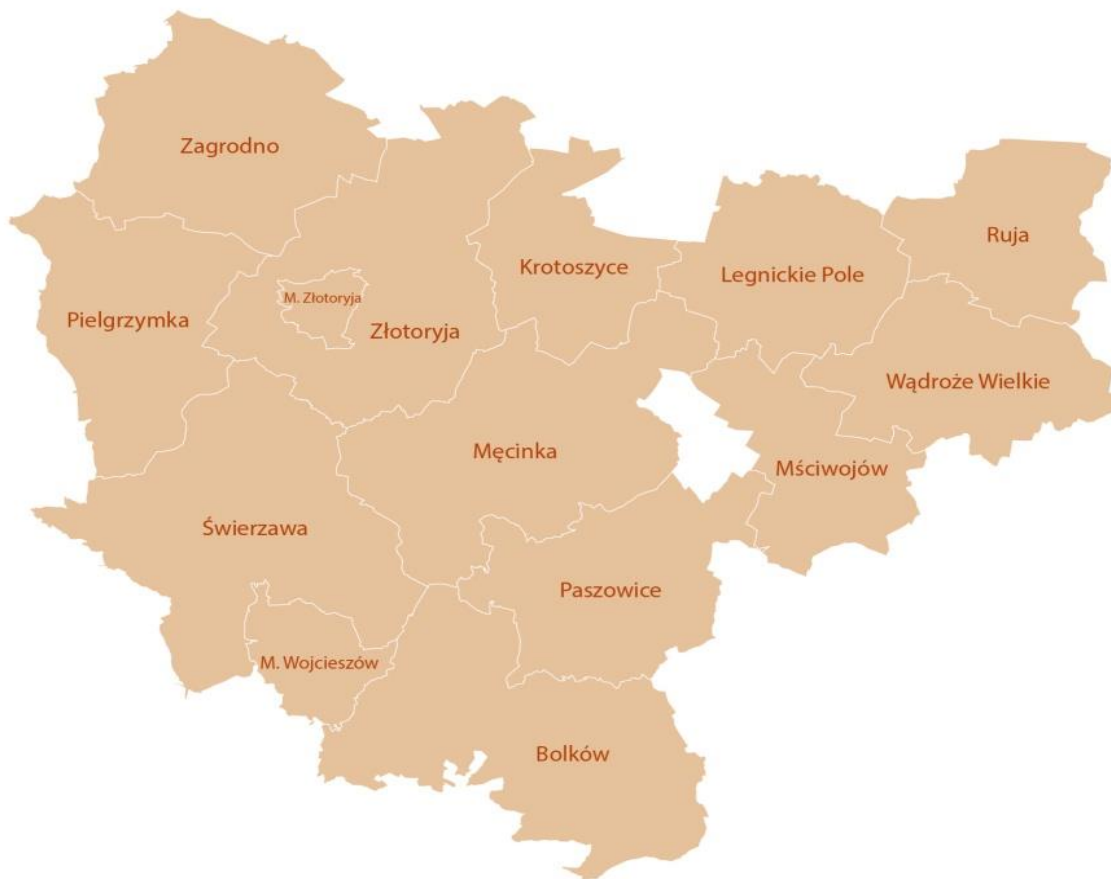 Zagrodno
Ruja
Krotoszyce
Legnickie Pole
M. Złotoryja
Pielgrzymka
Złotoryja
Wądroże Wielkie
Męcinka
Mściwojów
Świerzawa
Paszowice
M. Wojcieszów
Bolków